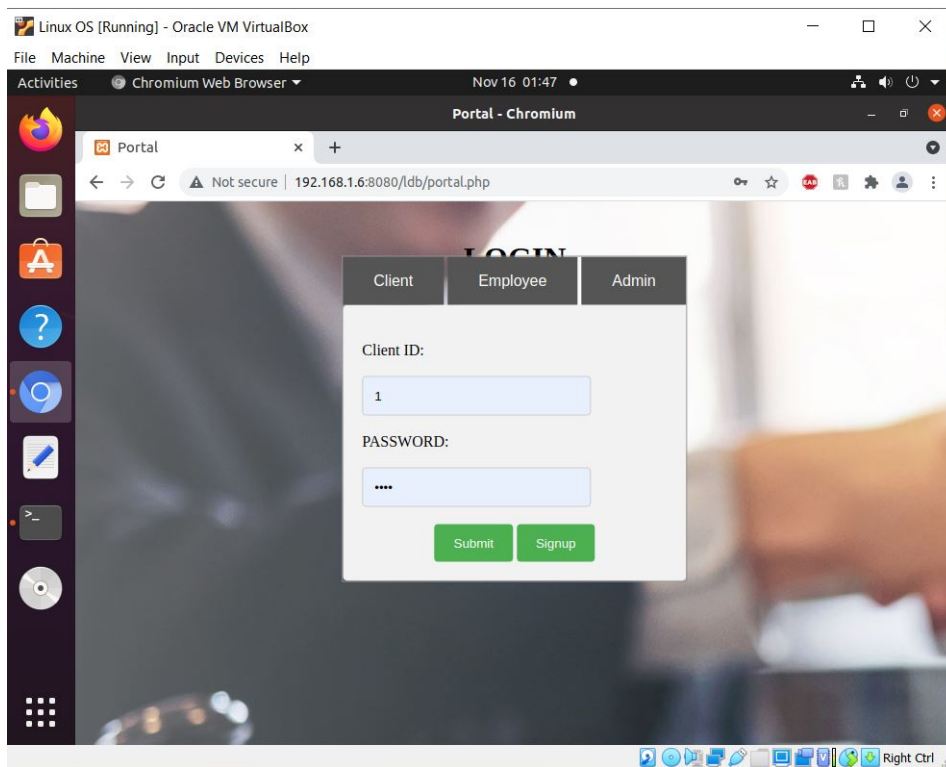 Linux OS [Running] - Oracle VM VirtualBox
File Machine View Input Devices Help
Activities Chromium Web Browser Nov 16 01:47
Portal - Chromium
Portal
Not secure 192.168.1.6:8080/ldb/portal.php
EAB
LOGIN
Client Employee Admin
Client ID:
1
PASSWORD:
••••
Submit Signup
Right Ctrl